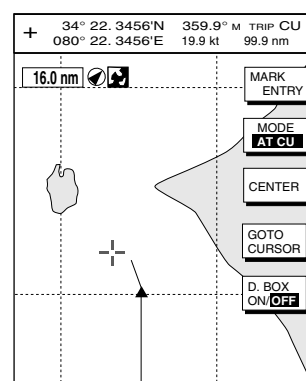 + 34° 22. 3456'N 359.9° M TRIP CU
080° 22. 3456'E 19.9 kt 99.9 nm
16.0 nm
MARK
ENTRY
MODE
AT CU
CENTER
GOTO
CURSOR
D. BOX
ON/OFF